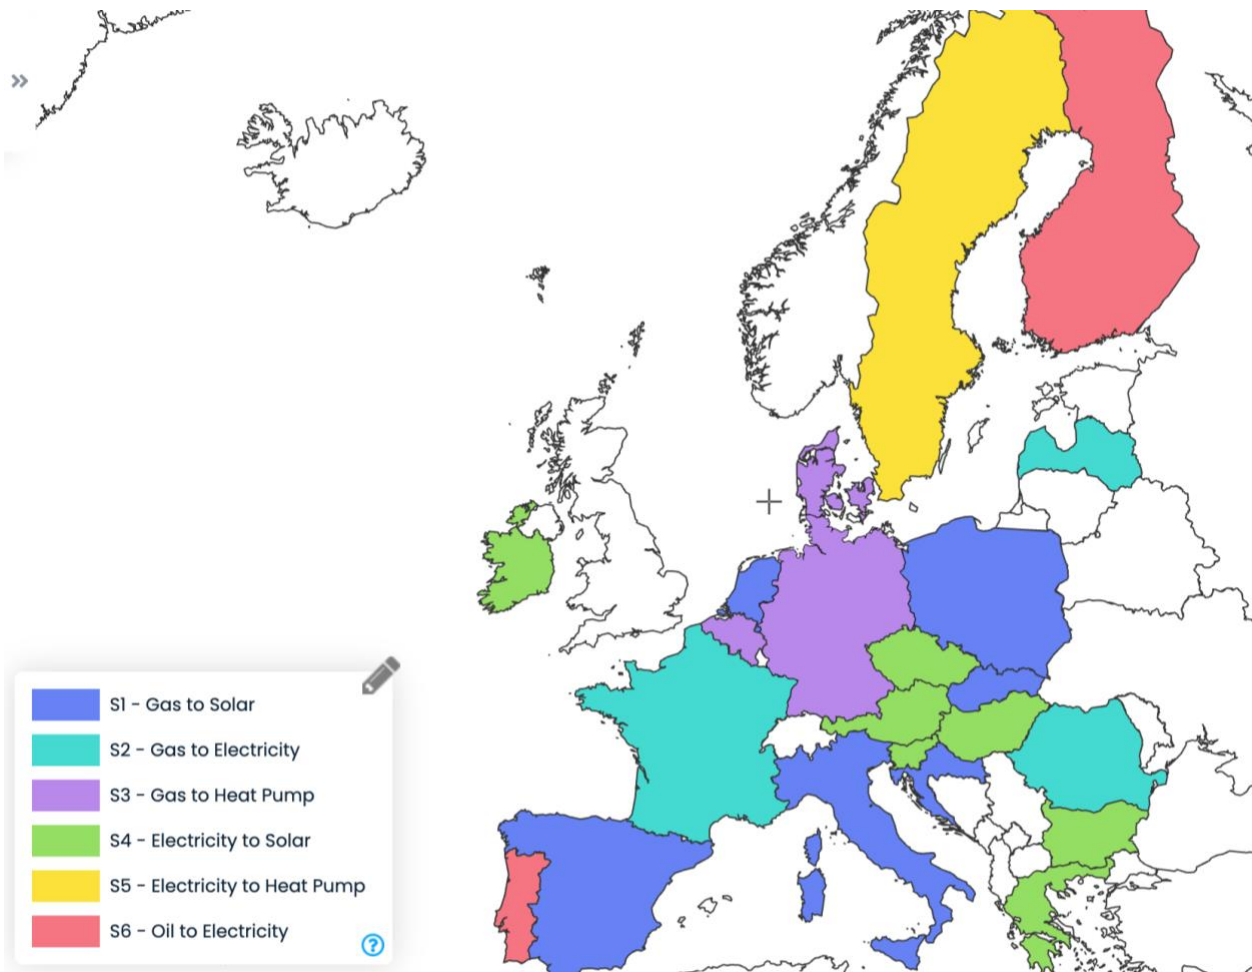 »
S1 - Gas to Solar
S2 - Gas to Electricity
S3 - Gas to Heat Pump
S4 - Electricity to Solar
S5 - Electricity to Heat Pump
S6 - Oil to Electricity
?